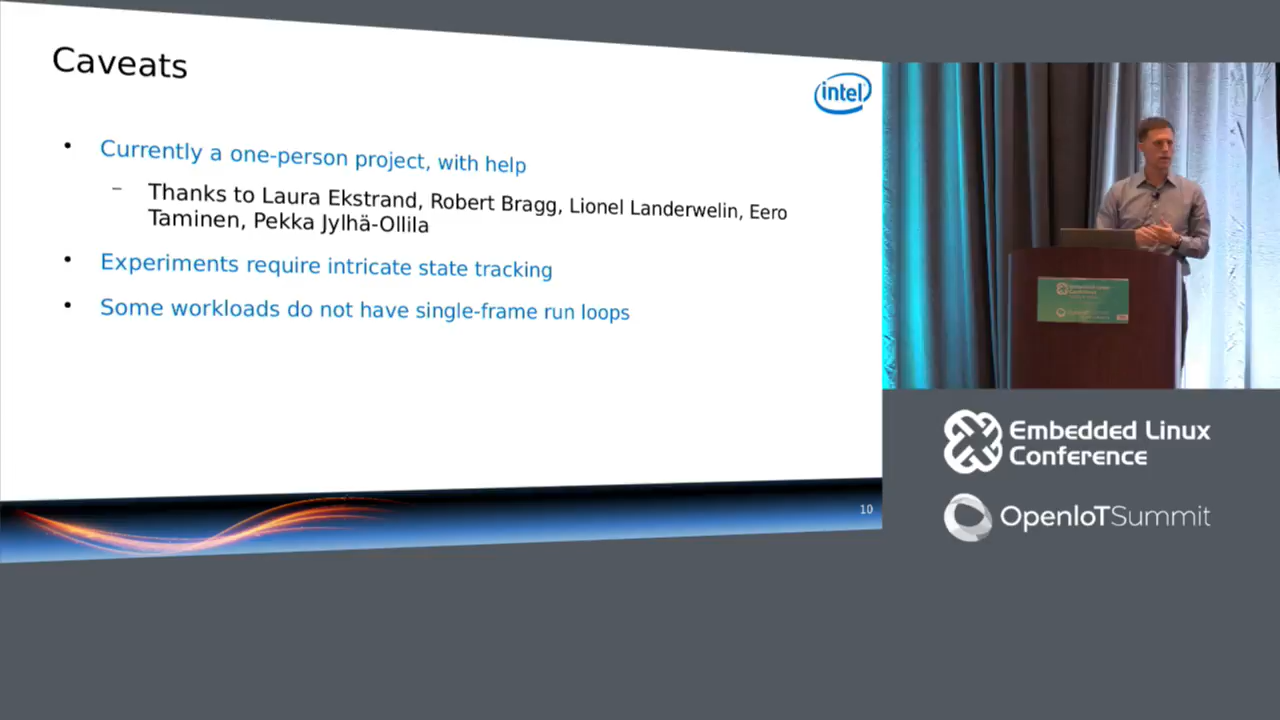 Caveats
intel
• Currently a one-person project, with help
– Thanks to Laura Ekstrand, Robert Bragg, Lionel Landerwelin, Eero
Taminen, Pekka Jylhä-Ollila
• Experiments require intricate state tracking
• Some workloads do not have single-frame run loops
10
Embedded Linux
Conference
OpenIoTSummit